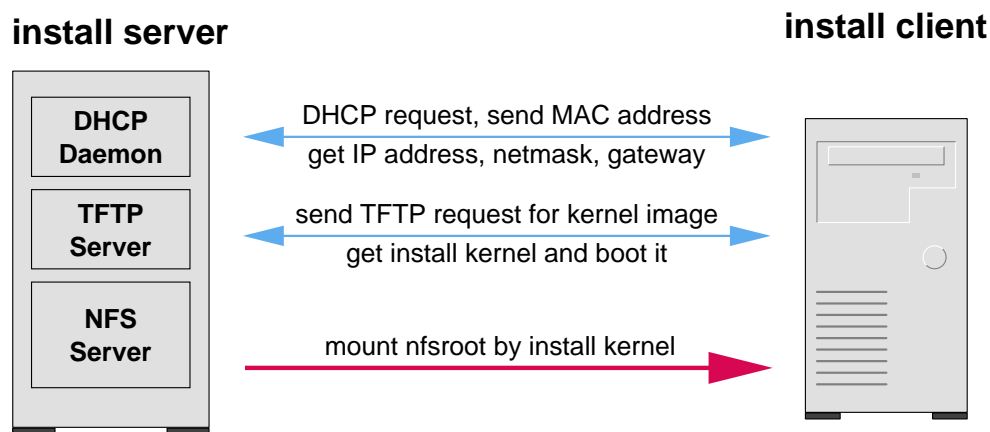 install server
install client
DHCP
Daemon
DHCP request, send MAC address
get IP address, netmask, gateway
TFTP
Server
send TFTP request for kernel image
get install kernel and boot it
NFS
Server
mount nfsroot by install kernel